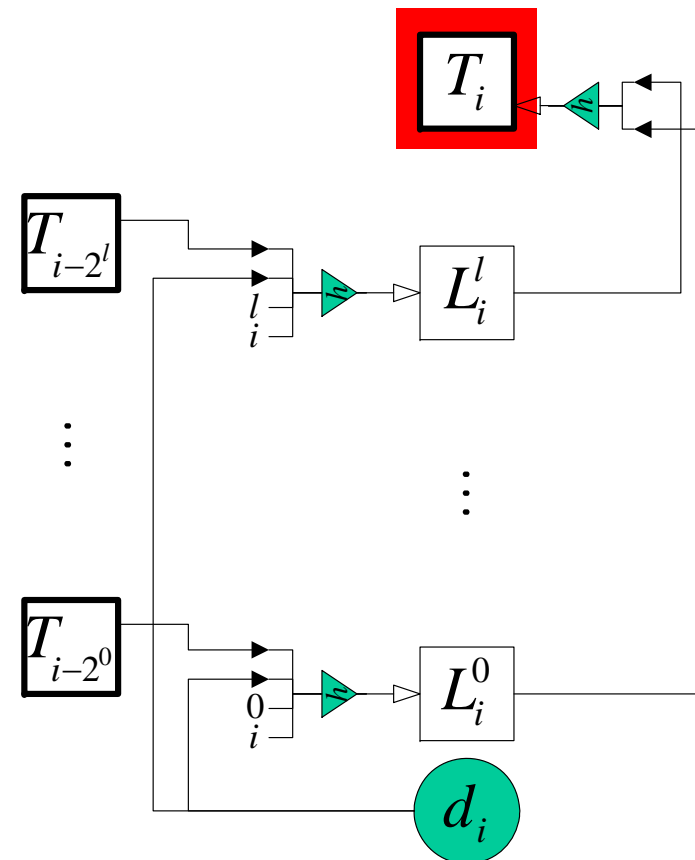 T_i
h
T_{i-2^l}
h
L_i^l
l
i
⋮
⋮
T_{i-2^0}
h
L_i^0
0
i
d_i